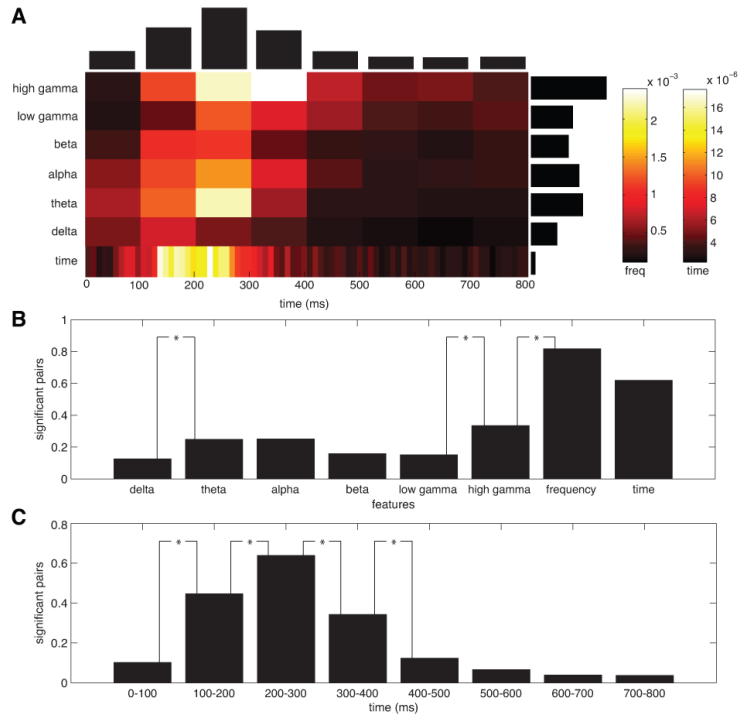 A
high gamma
low gamma
beta
alpha
theta
delta
time
0 100 200 300 400 500 600 700 800
time (ms)
x 10⁻³
2
1.5
1
0.5
freq
x 10⁻⁶
16
14
12
10
8
6
4
time
B
significant pairs
1
0.8
0.6
0.4
0.2
0
* * *
delta theta alpha beta low gamma high gamma frequency time
features
C
significant pairs
0.8
0.6
0.4
0.2
0
* * * *
0-100 100-200 200-300 300-400 400-500 500-600 600-700 700-800
time (ms)